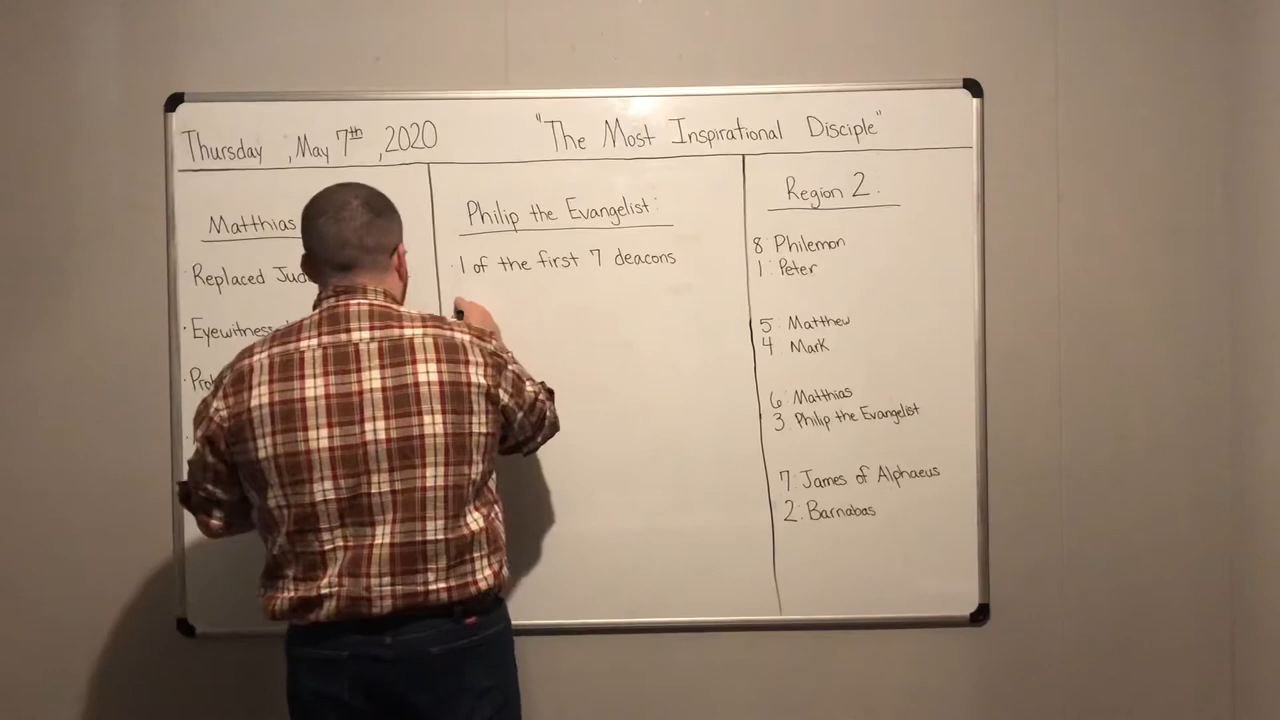 Thursday, May 7th, 2020
"The Most Inspirational Disciple"
Matthias
Replaced
Eyewitness
Philip the Evangelist:
1 of the first 7 deacons
Region 2.
8 Philemon
1: Peter
5: Matthew
4 Mark
6: Matthias
3 Philip the Evangelist
7: James of Alphaeus
2: Barnabas